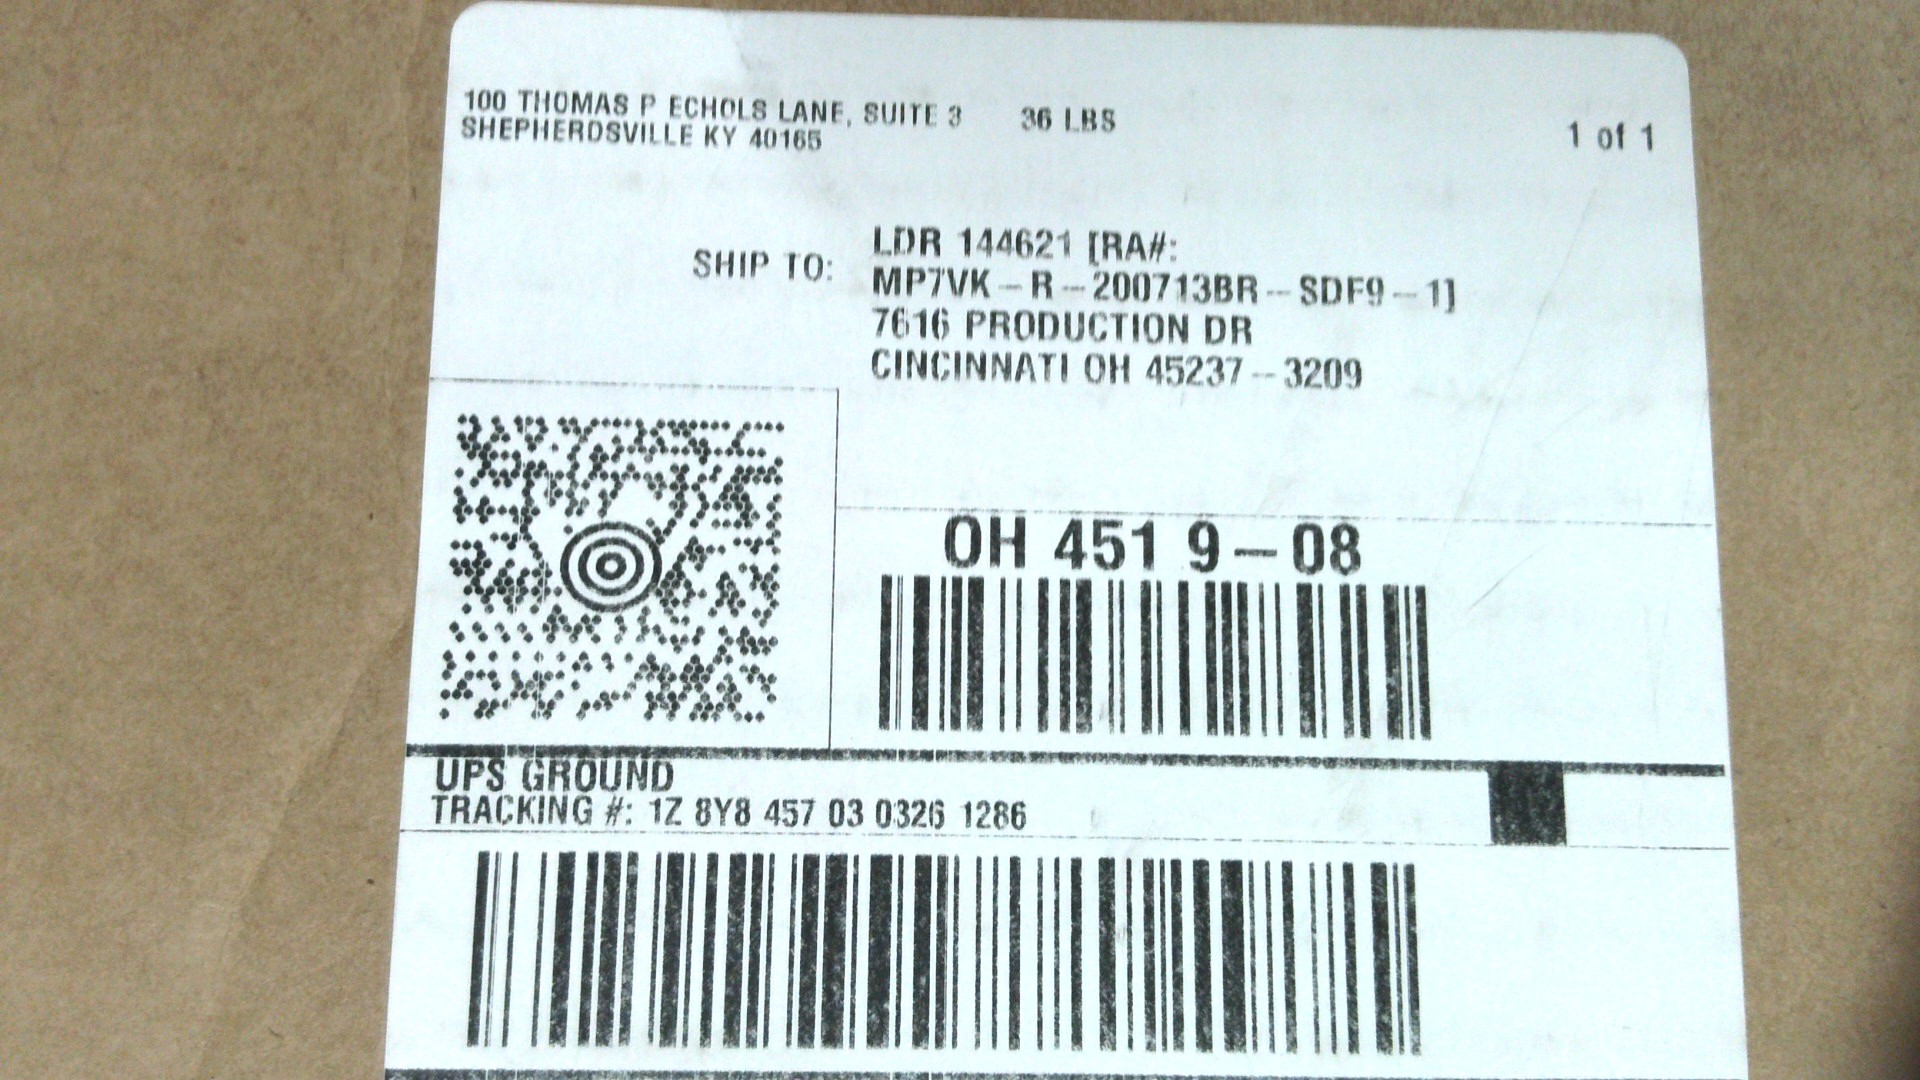 100 THOMAS P ECHOLS LANE, SUITE 3 36 LBS
SHEPHERDSVILLE KY 40165
1 of 1
SHIP TO:
LDR 144621 [RA#:
MP7VK-R-200713BR-SDF9-1]
7616 PRODUCTION DR
CINCINNATI OH 45237-3209
OH 451 9-08
UPS GROUND
TRACKING #: 1Z 8Y8 457 03 0326 1286